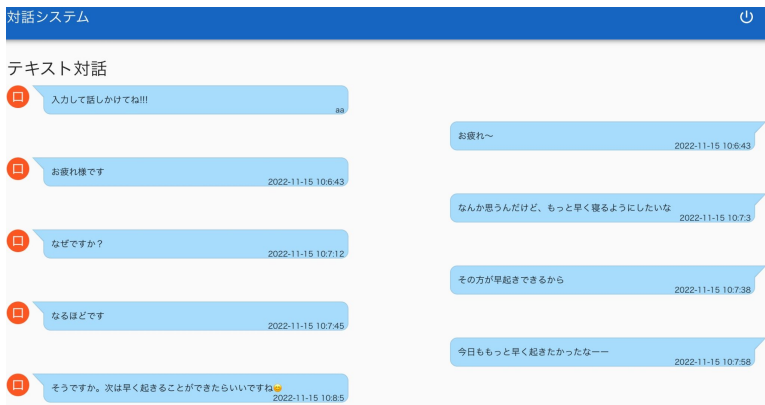 対話システム
テキスト対話
ロ
入力して話しかけてね!!!
aa
お疲れ〜
2022-11-15 10:6:43
ロ
お疲れ様です
2022-11-15 10:6:43
なんか思うんだけど、もっと早く寝るようにしたいな
2022-11-15 10:7:3
ロ
なぜですか？
2022-11-15 10:7:12
その方が早起きできるから
2022-11-15 10:7:38
ロ
なるほどです
2022-11-15 10:7:45
今日ももっと早く起きたかったなーー
2022-11-15 10:7:58
ロ
そうですか。次は早く起きることができたらいいですね😊
2022-11-15 10:8:5